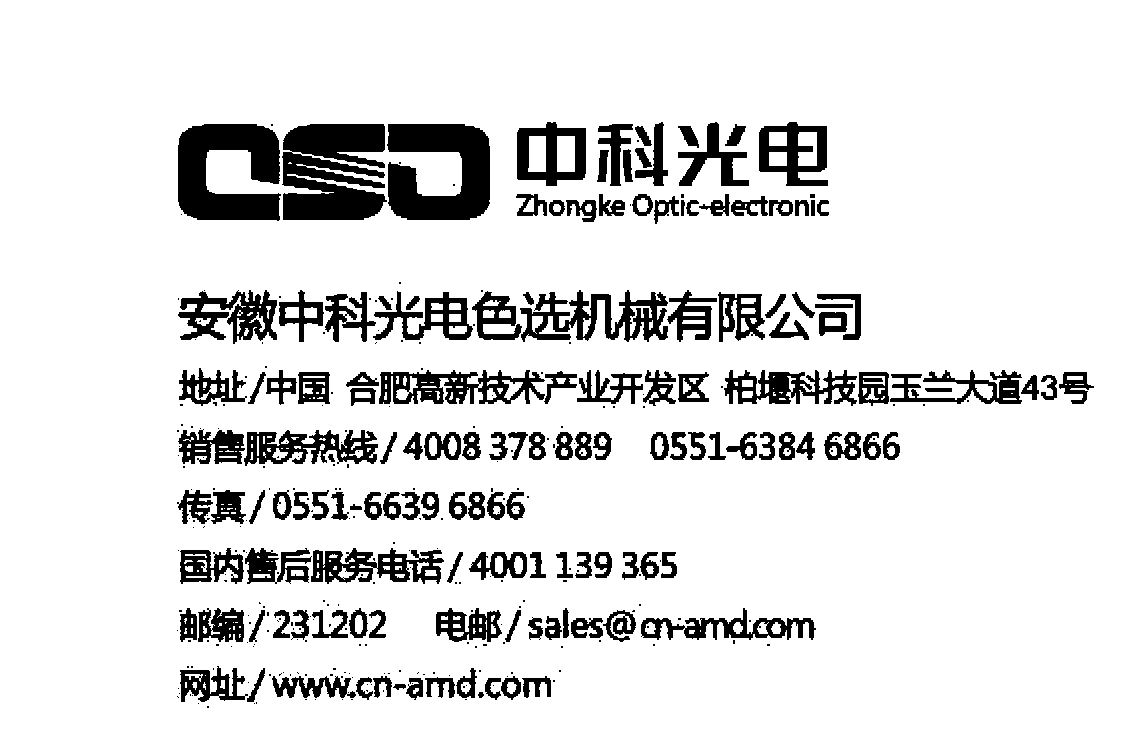 中科光电
Zhongke Optic-electronic
安徽中科光电色选机械有限公司
地址/中国 合肥高新技术产业开发区 柏堰科技园玉兰大道43号
销售服务热线/4008 378 889 0551-6384 6866
传真/0551-6639 6866
国内售后服务电话/4001 139 365
邮编/231202 电邮/sales@cn-amd.com
网址/www.cn-amd.com